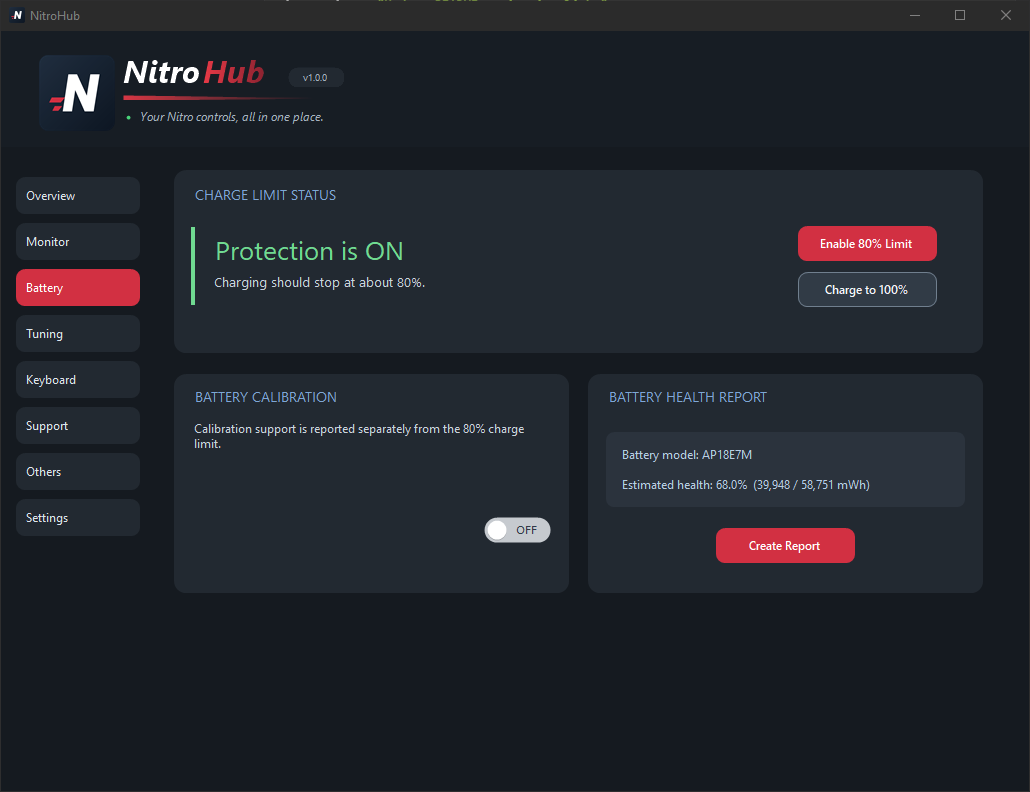 NitroHub
N
Nitro Hub
v1.0.0
• Your Nitro controls, all in one place.
Overview
Monitor
Battery
Tuning
Keyboard
Support
Others
Settings
CHARGE LIMIT STATUS
Protection is ON
Charging should stop at about 80%.
Enable 80% Limit
Charge to 100%
BATTERY CALIBRATION
Calibration support is reported separately from the 80% charge
limit.
OFF
BATTERY HEALTH REPORT
Battery model: AP18E7M
Estimated health: 68.0% (39,948 / 58,751 mWh)
Create Report